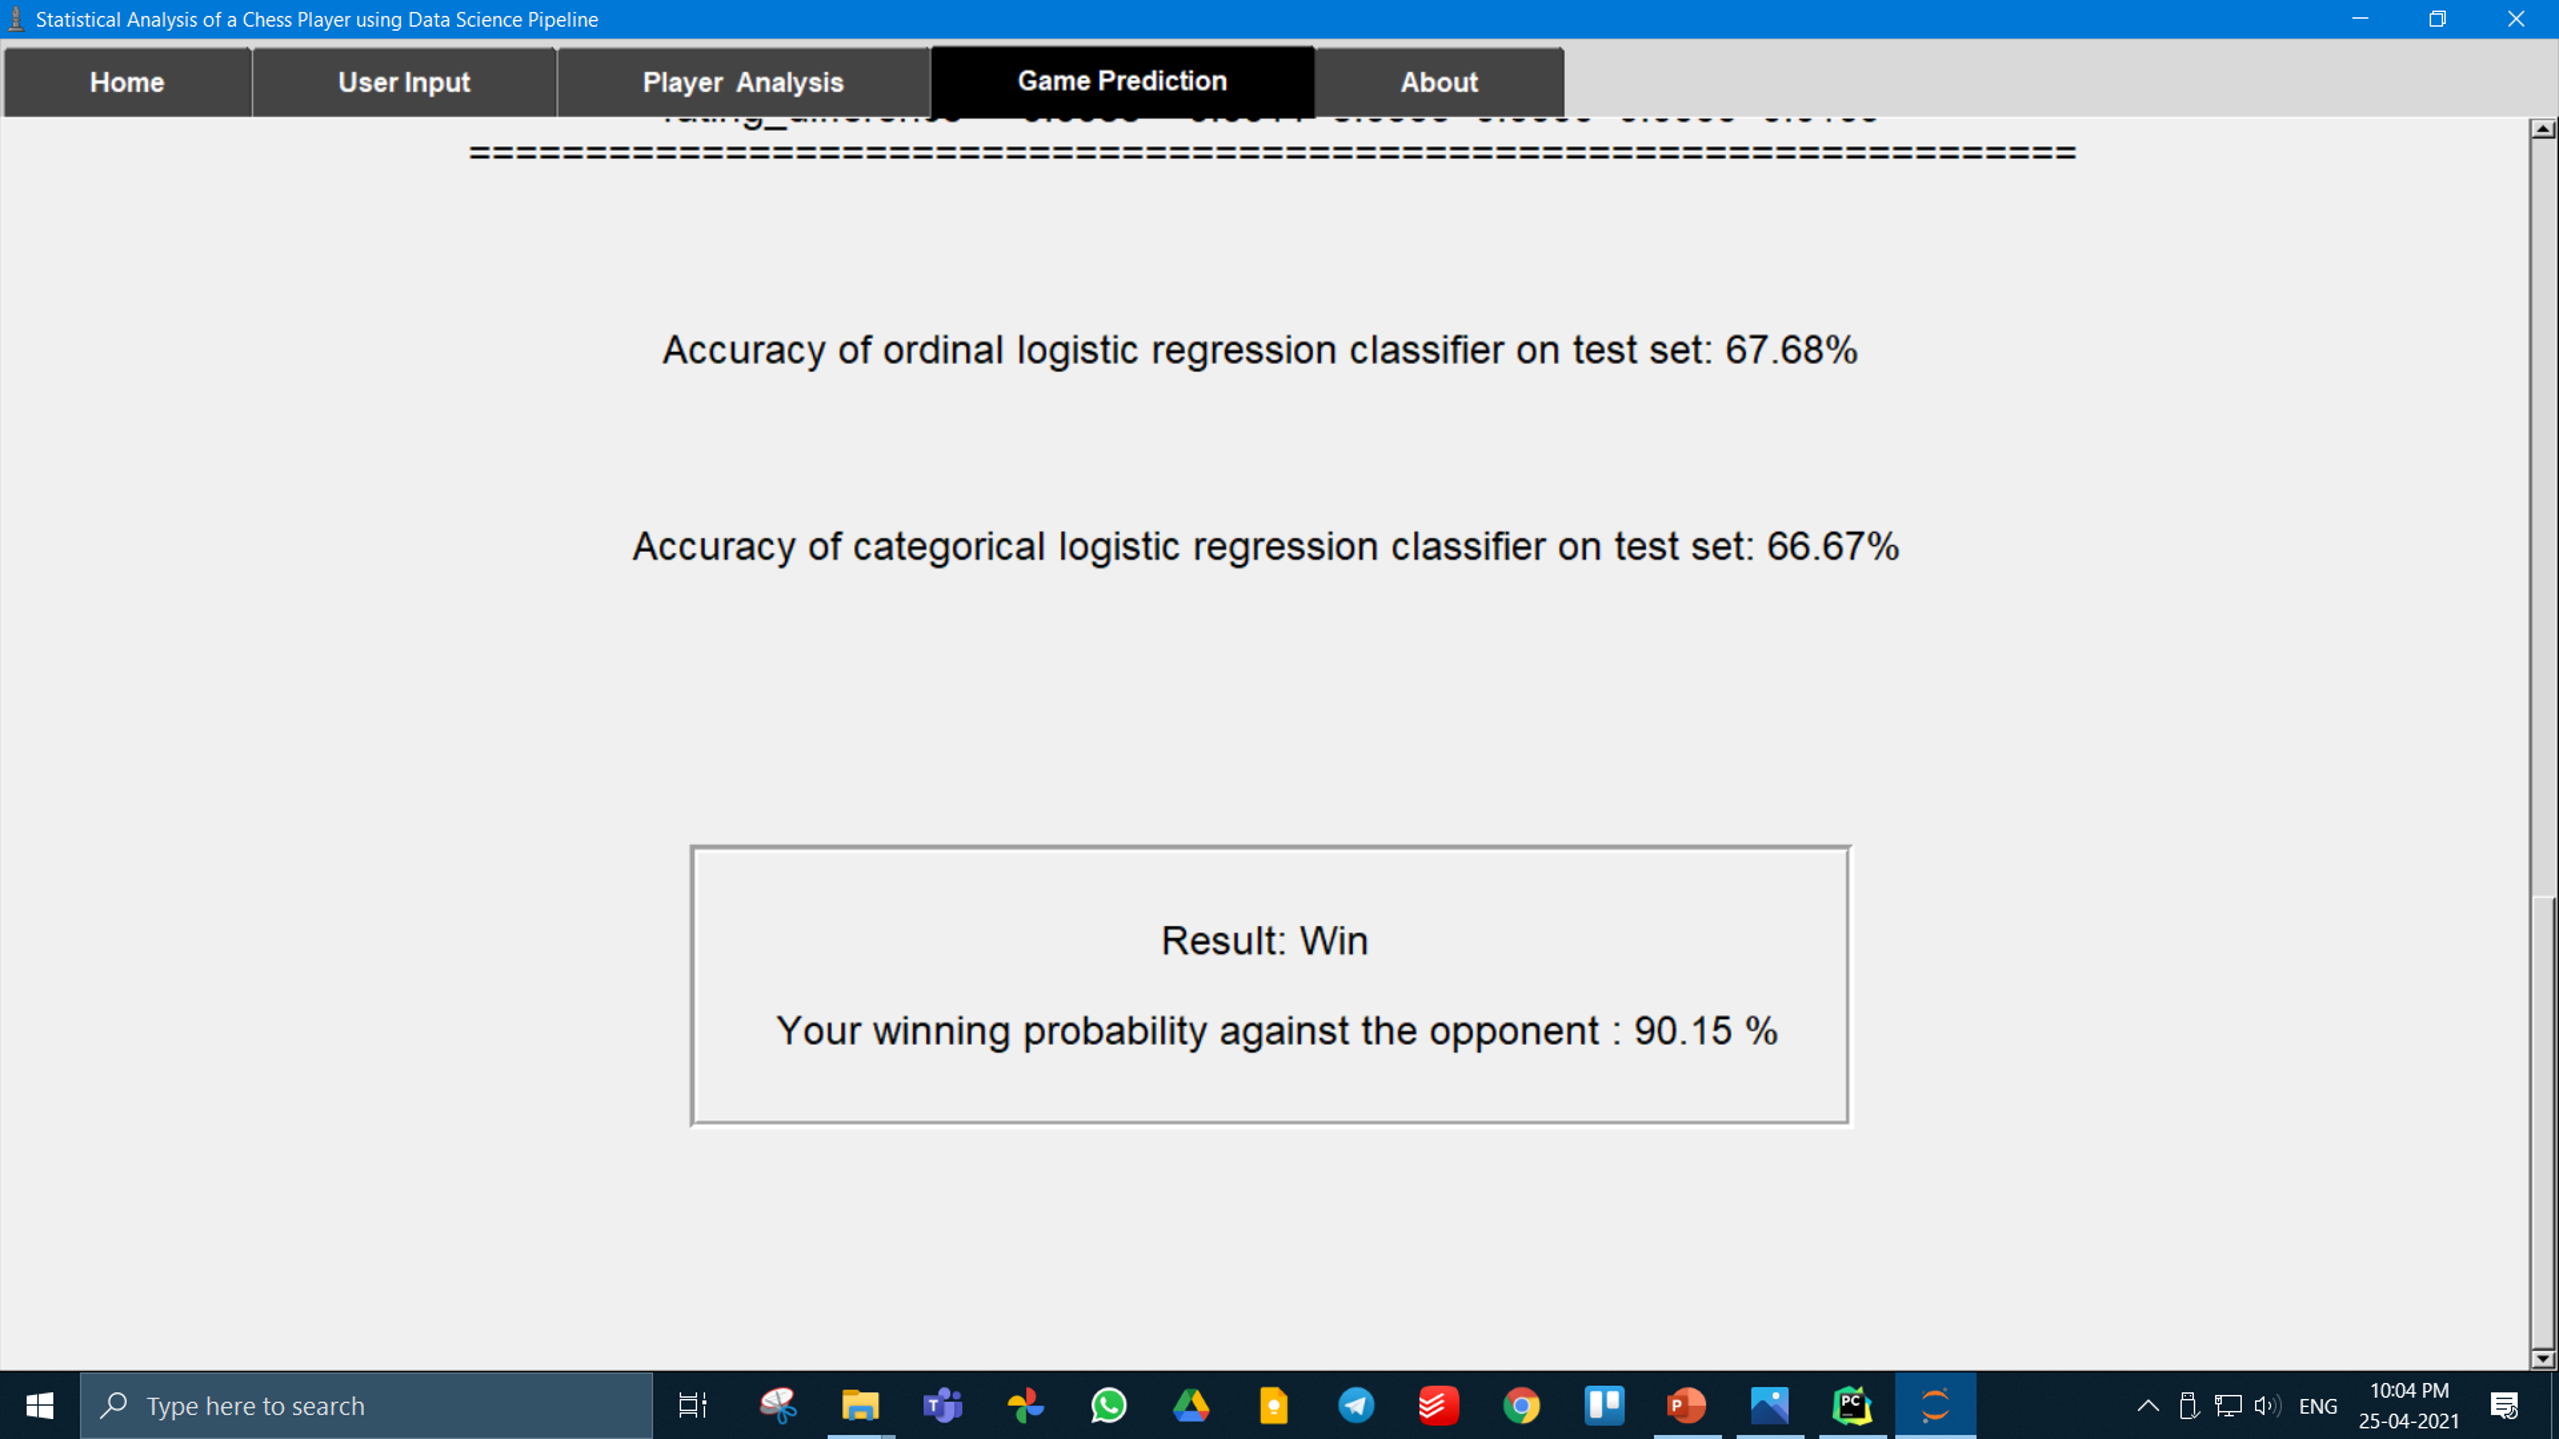 Statistical Analysis of a Chess Player using Data Science Pipeline
Home User Input Player Analysis Game Prediction About
rating_difference
==========================================================================
Accuracy of ordinal logistic regression classifier on test set: 67.68%
Accuracy of categorical logistic regression classifier on test set: 66.67%
Result: Win
Your winning probability against the opponent : 90.15 %
Type here to search
ENG
10:04 PM
25-04-2021